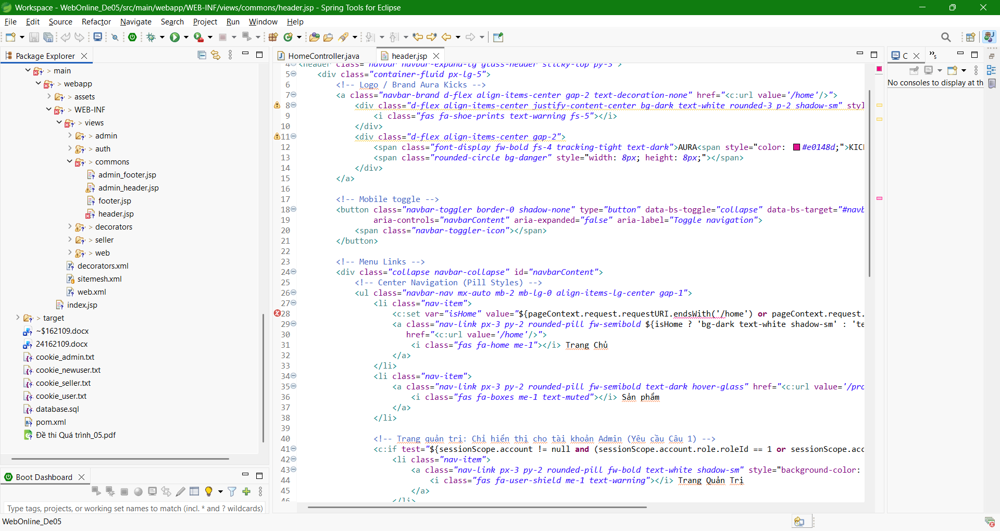 Workspace - WebOnline_De05/src/main/webapp/WEB-INF/views/commons/header.jsp - Spring Tools for Eclipse
File Edit Source Refactor Navigate Search Project Run Window Help
Package Explorer
> main
> webapp
> assets
> WEB-INF
> views
> admin
> auth
> commons
admin_footer.jsp
admin_header.jsp
footer.jsp
header.jsp
> decorators
> seller
> web
decorators.xml
sitemesh.xml
web.xml
index.jsp
> target
~$162109.docx
24162109.docx
cookie_admin.txt
cookie_newuser.txt
cookie_seller.txt
cookie_user.txt
database.sql
pom.xml
Đề thi Quá trình_05.pdf
Boot Dashboard
Type tags, projects, or working set names to match (incl. * and ? wildcards)
WebOnline_De05
HomeController.java
header.jsp
4 <header class="navbar navbar-expand-lg glass-header sticky-top py-3">
5 <div class="container-fluid px-lg-5">
6 <!-- Logo / Brand Aura Kicks -->
7 <a class="navbar-brand d-flex align-items-center gap-2 text-decoration-none" href="<c:url value='/home'/>">
8 <div class="d-flex align-items-center justify-content-center bg-dark text-white rounded-3 p-2 shadow-sm" styl
9 <i class="fas fa-shoe-prints text-warning fs-5"></i>
10 </div>
11 <div class="d-flex align-items-center gap-2">
12 <span class="font-display fw-bold fs-4 tracking-tight text-dark">AURA<span style="color: #e0148d;">KIC
13 <span class="rounded-circle bg-danger" style="width: 8px; height: 8px;"></span>
14 </div>
15 </a>
16
17 <!-- Mobile toggle -->
18 <button class="navbar-toggler border-0 shadow-none" type="button" data-bs-toggle="collapse" data-bs-target="#navb
19 aria-controls="navbarContent" aria-expanded="false" aria-label="Toggle navigation">
20 <span class="navbar-toggler-icon"></span>
21 </button>
22
23 <!-- Menu Links -->
24 <div class="collapse navbar-collapse" id="navbarContent">
25 <!-- Center Navigation (Pill Styles) -->
26 <ul class="navbar-nav mx-auto mb-2 mb-lg-0 align-items-lg-center gap-1">
27 <li class="nav-item">
28 <c:set var="isHome" value="${pageContext.request.requestURI.endsWith('/home') or pageContext.request.
29 <a class="nav-link px-3 py-2 rounded-pill fw-semibold ${isHome ? 'bg-dark text-white shadow-sm' : 'te
30 href="<c:url value='/home'/>">
31 <i class="fas fa-home me-1"></i> Trang Chủ
32 </a>
33 </li>
34 <li class="nav-item">
35 <a class="nav-link px-3 py-2 rounded-pill fw-semibold text-dark hover-glass" href="<c:url value='/pro
36 <i class="fas fa-boxes me-1 text-muted"></i> Sản phẩm
37 </a>
38 </li>
39
40 <!-- Trang quản trị: Chỉ hiển thị cho tài khoản Admin (Yêu cầu Câu 1) -->
41 <c:if test="${sessionScope.account != null and (sessionScope.account.role.roleId == 1 or sessionScope.acc
42 <li class="nav-item">
43 <a class="nav-link px-3 py-2 rounded-pill fw-bold text-white shadow-sm" style="background-color:
44 <i class="fas fa-user-shield me-1 text-warning"></i> Trang Quản Trị
45 </a>
46 </li>
C
5
No consoles to display at th